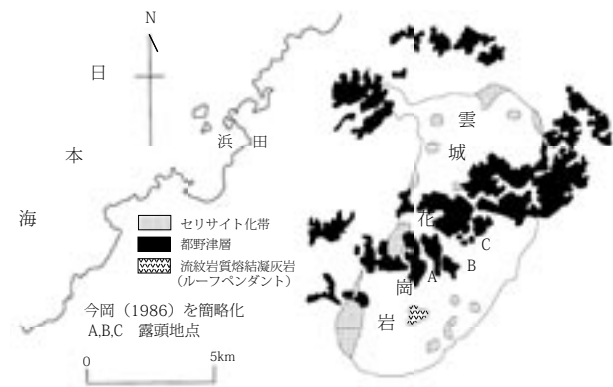 N
日本海
浜田
雲城花崗岩
セリサイト化帯
都野津層
流紋岩質熔結凝灰岩
(ルーフペンダント)
今岡(1986)を簡略化
A,B,C 露頭地点
0 5km
C
B
A